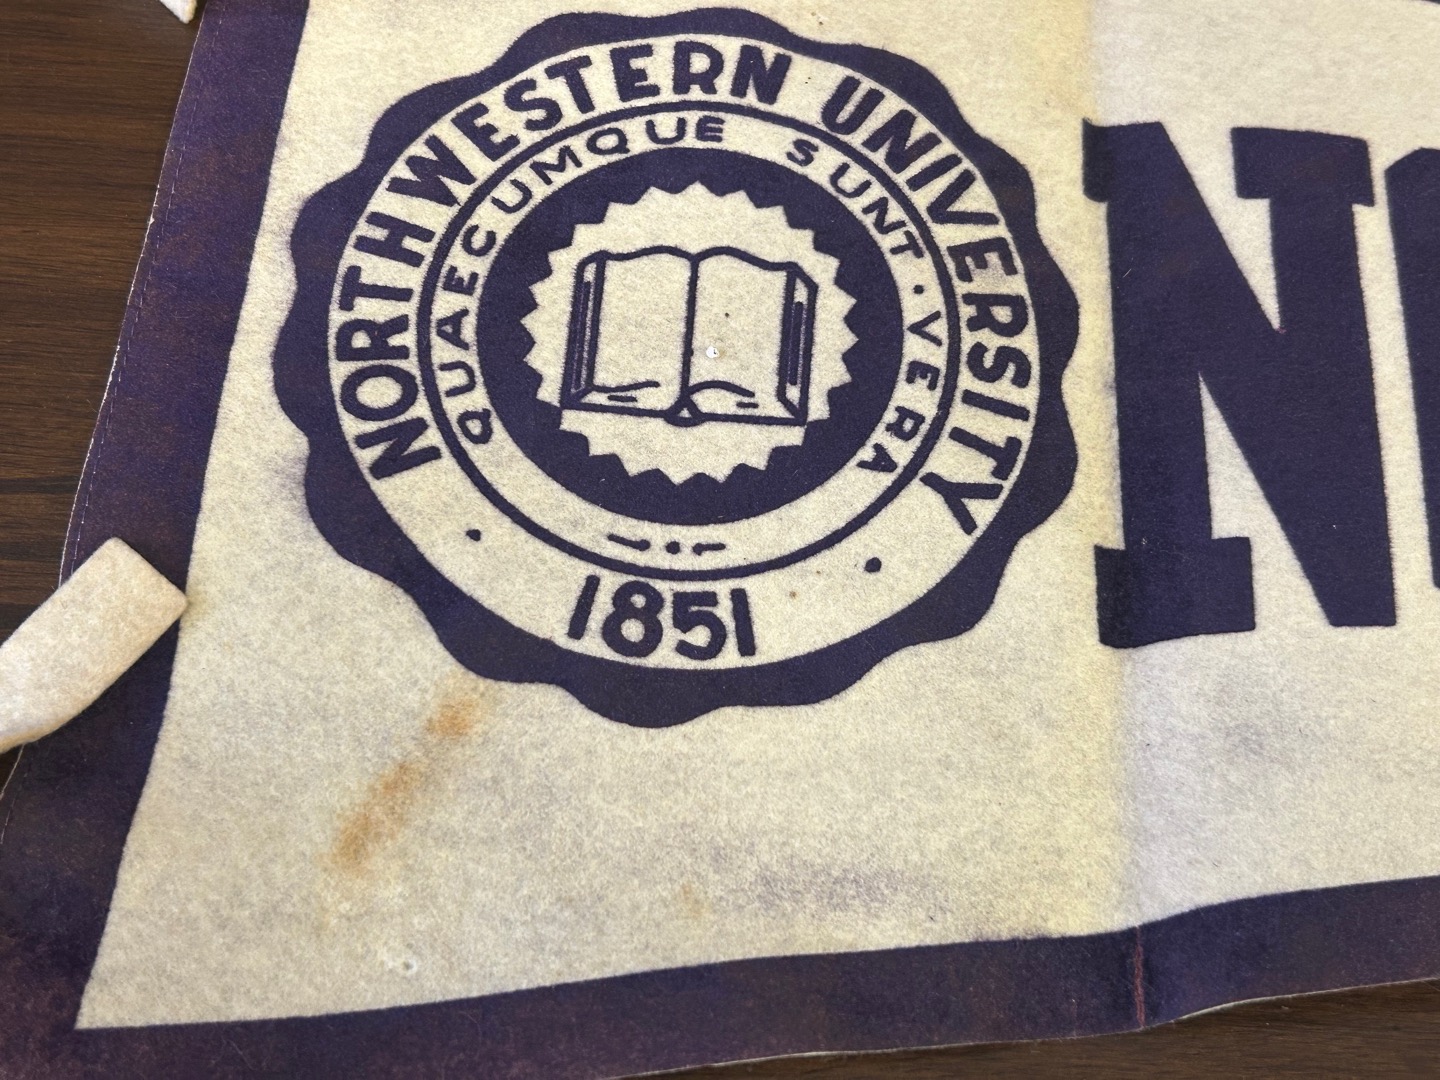 NORTHWESTERN UNIVERSITY
QUAECUMQUE SUNT · VERA
1851
N